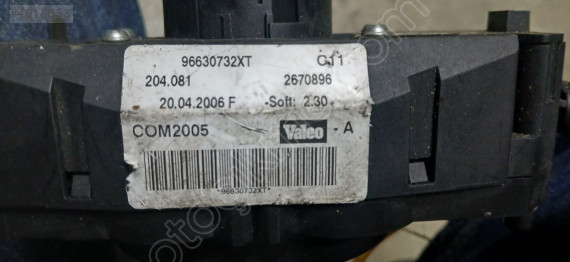 96630732XT C11
204.081 2670896
20.04.2006 F -Soft: 2.30-
COM2005 Valeo - A
*96630732XT*